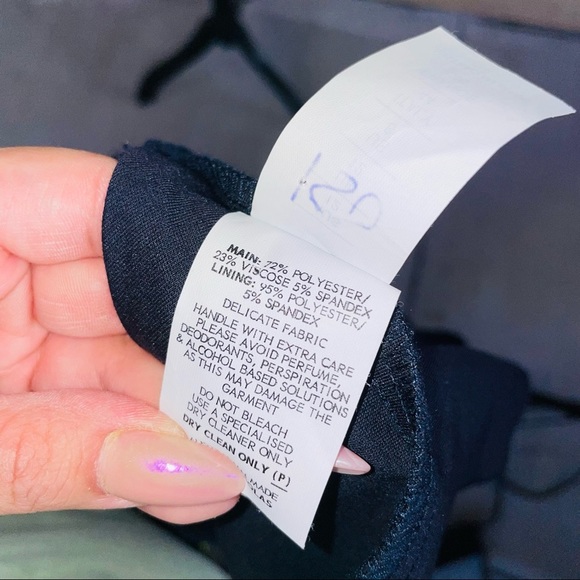 MAIN: 72% POLYESTER/
23% VISCOSE 5% SPANDEX
LINING: 95% POLYESTER/
5% SPANDEX
DELICATE FABRIC
HANDLE WITH EXTRA CARE
PLEASE AVOID PERFUME,
DEODORANTS, PERSPIRATION
& ALCOHOL BASED SOLUTIONS
AS THIS MAY DAMAGE THE
GARMENT
DO NOT BLEACH
USE A SPECIALISED
DRY CLEANER ONLY
DRY CLEAN ONLY (P)
MADE